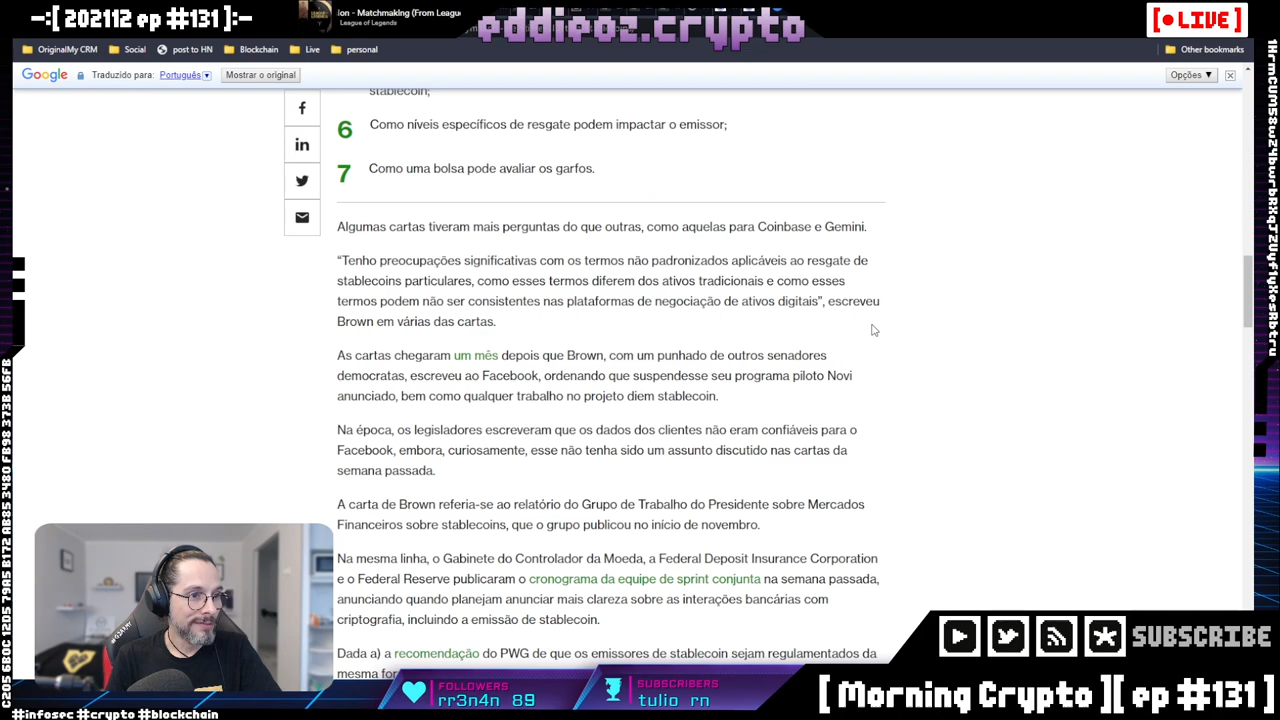 -:[ 202112 ep #131]:-
ion - Matchmaking (From Leagu
League of Legends
eddieoz.crypto
[●LIVE]
OriginalMy CRM
Social
post to HN
Blockchain
Live
personal
Other bookmarks
Google
Traduzido para: Português
Mostrar o original
Opções ▼
stablecoin;
6 Como níveis específicos de resgate podem impactar o emissor;
7 Como uma bolsa pode avaliar os garfos.
Algumas cartas tiveram mais perguntas do que outras, como aquelas para Coinbase e Gemini.
“Tenho preocupações significativas com os termos não padronizados aplicáveis ao resgate de
stablecoins particulares, como esses termos diferem dos ativos tradicionais e como esses
termos podem não ser consistentes nas plataformas de negociação de ativos digitais”, escreveu
Brown em várias das cartas.
As cartas chegaram um mês depois que Brown, com um punhado de outros senadores
democratas, escreveu ao Facebook, ordenando que suspendesse seu programa piloto Novi
anunciado, bem como qualquer trabalho no projeto diem stablecoin.
Na época, os legisladores escreveram que os dados dos clientes não eram confiáveis para o
Facebook, embora, curiosamente, esse não tenha sido um assunto discutido nas cartas da
semana passada.
A carta de Brown referia-se ao relatório do Grupo de Trabalho do Presidente sobre Mercados
Financeiros sobre stablecoins, que o grupo publicou no início de novembro.
Na mesma linha, o Gabinete do Controlador da Moeda, a Federal Deposit Insurance Corporation
e o Federal Reserve publicaram o cronograma da equipe de sprint conjunta na semana passada,
anunciando quando planejam anunciar mais clareza sobre as interações bancárias com
criptografia, incluindo a emissão de stablecoin.
Dada a) a recomendação do PWG de que os emissores de stablecoin sejam regulamentados da
mesma for
SUBSCRIBE
FOLLOWERS
rr3n4n 89
SUBSCRIBERS
tulio rn
[Morning Crypto ][ ep #131]
#infosec #crypto #blockchain